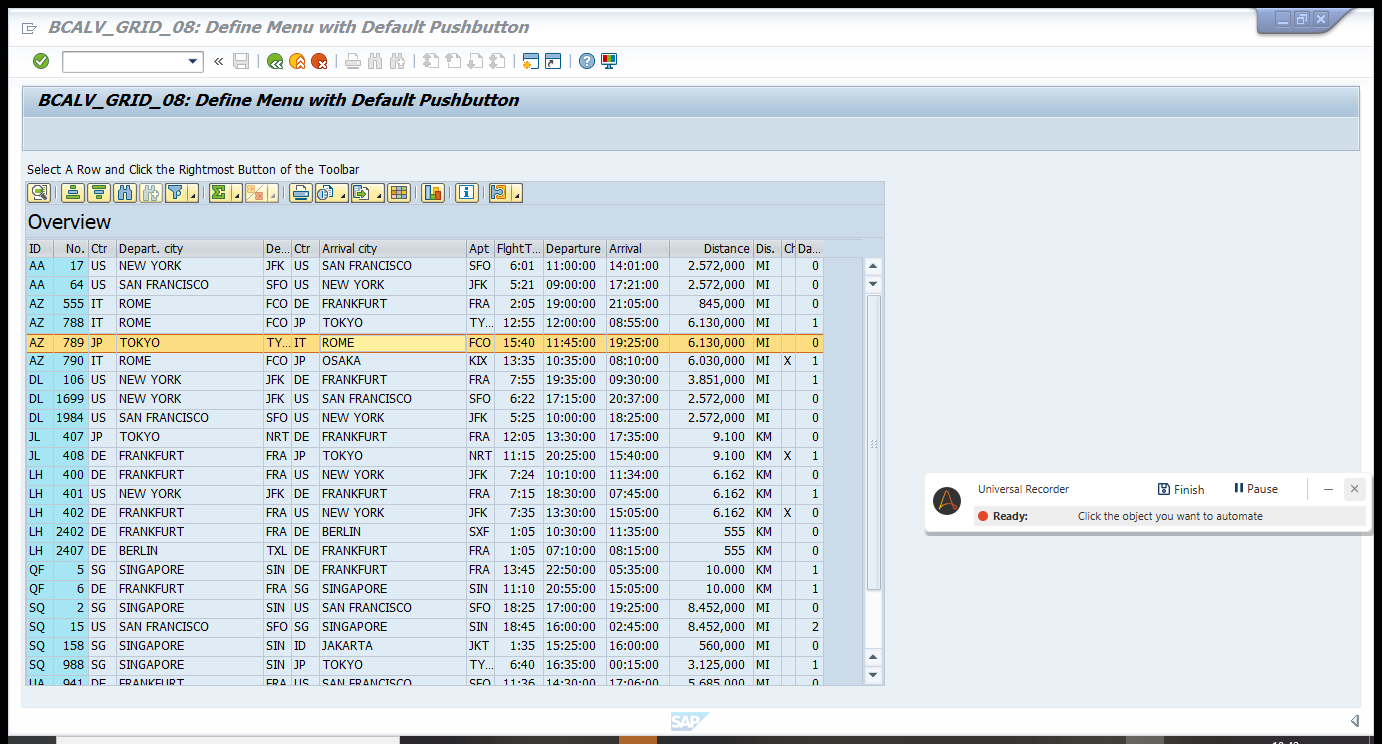 BCALV_GRID_08: Define Menu with Default Pushbutton
BCALV_GRID_08: Define Menu with Default Pushbutton
Select A Row and Click the Rightmost Button of the Toolbar
Overview
ID No. Ctr Depart. city De... Ctr Arrival city Apt FlghtT... Departure Arrival Distance Dis. Ch Da...
AA 17 US NEW YORK JFK US SAN FRANCISCO SFO 6:01 11:00:00 14:01:00 2.572,000 MI 0
AA 64 US SAN FRANCISCO SFO US NEW YORK JFK 5:21 09:00:00 17:21:00 2.572,000 MI 0
AZ 555 IT ROME FCO DE FRANKFURT FRA 2:05 19:00:00 21:05:00 845,000 MI 0
AZ 788 IT ROME FCO JP TOKYO TY... 12:55 12:00:00 08:55:00 6.130,000 MI 1
AZ 789 JP TOKYO TY... IT ROME FCO 15:40 11:45:00 19:25:00 6.130,000 MI 0
AZ 790 IT ROME FCO JP OSAKA KIX 13:35 10:35:00 08:10:00 6.030,000 MI X 1
DL 106 US NEW YORK JFK DE FRANKFURT FRA 7:55 19:35:00 09:30:00 3.851,000 MI 1
DL 1699 US NEW YORK JFK US SAN FRANCISCO SFO 6:22 17:15:00 20:37:00 2.572,000 MI 0
DL 1984 US SAN FRANCISCO SFO US NEW YORK JFK 5:25 10:00:00 18:25:00 2.572,000 MI 0
JL 407 JP TOKYO NRT DE FRANKFURT FRA 12:05 13:30:00 17:35:00 9.100 KM 0
JL 408 DE FRANKFURT FRA JP TOKYO NRT 11:15 20:25:00 15:40:00 9.100 KM X 1
LH 400 DE FRANKFURT FRA US NEW YORK JFK 7:24 10:10:00 11:34:00 6.162 KM 0
LH 401 US NEW YORK JFK DE FRANKFURT FRA 7:15 18:30:00 07:45:00 6.162 KM 1
LH 402 DE FRANKFURT FRA US NEW YORK JFK 7:35 13:30:00 15:05:00 6.162 KM X 0
LH 2402 DE FRANKFURT FRA DE BERLIN SXF 1:05 10:30:00 11:35:00 555 KM 0
LH 2407 DE BERLIN TXL DE FRANKFURT FRA 1:05 07:10:00 08:15:00 555 KM 0
QF 5 SG SINGAPORE SIN DE FRANKFURT FRA 13:45 22:50:00 05:35:00 10.000 KM 1
QF 6 DE FRANKFURT FRA SG SINGAPORE SIN 11:10 20:55:00 15:05:00 10.000 KM 1
SQ 2 SG SINGAPORE SIN US SAN FRANCISCO SFO 18:25 17:00:00 19:25:00 8.452,000 MI 0
SQ 15 US SAN FRANCISCO SFO SG SINGAPORE SIN 18:45 16:00:00 02:45:00 8.452,000 MI 2
SQ 158 SG SINGAPORE SIN ID JAKARTA JKT 1:35 15:25:00 16:00:00 560,000 MI 0
SQ 988 SG SINGAPORE SIN JP TOKYO TY... 6:40 16:35:00 00:15:00 3.125,000 MI 1
UA 941 DE FRANKFURT FRA US SAN FRANCISCO SFO 11:36 14:30:00 17:06:00 5.685,000 MI 0
Universal Recorder Finish Pause
Ready: Click the object you want to automate
SAP